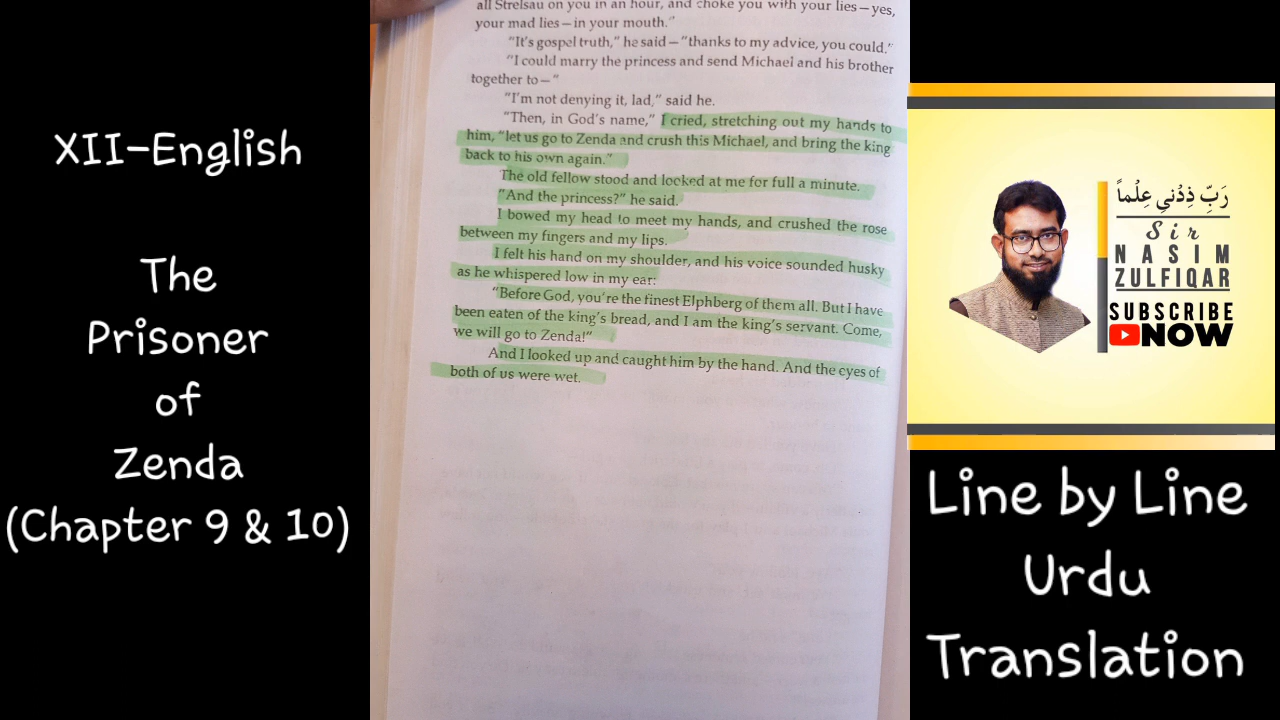 XII-English
The
Prisoner
of
Zenda
(Chapter 9 & 10)
all Strelsau on you in an hour, and choke you with your lies—yes,
your mad lies—in your mouth."
"It's gospel truth," he said—"thanks to my advice, you could."
"I could marry the princess and send Michael and his brother
together to—"
"I'm not denying it, lad," said he.
"Then, in God's name," I cried, stretching out my hands to
him, "let us go to Zenda and crush this Michael, and bring the king
back to his own again."
The old fellow stood and looked at me for full a minute.
"And the princess?" he said.
I bowed my head to meet my hands, and crushed the rose
between my fingers and my lips.
I felt his hand on my shoulder, and his voice sounded husky
as he whispered low in my ear:
"Before God, you're the finest Elphberg of them all. But I have
been eaten of the king's bread, and I am the king's servant. Come,
we will go to Zenda!"
And I looked up and caught him by the hand. And the eyes of
both of us were wet.
رَبِّ زِدْنيِ عِلْماً
Sir
NASIM
ZULFIQAR
SUBSCRIBE
NOW
Line by Line
Urdu
Translation